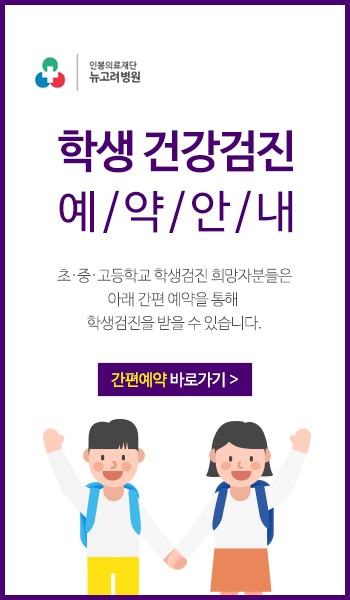 인봉의료재단
뉴고려병원
학생 건강검진
예/약/안/내
초·중·고등학교 학생검진 희망자분들은
아래 간편 예약을 통해
학생검진을 받을 수 있습니다.
간편예약 바로가기 >